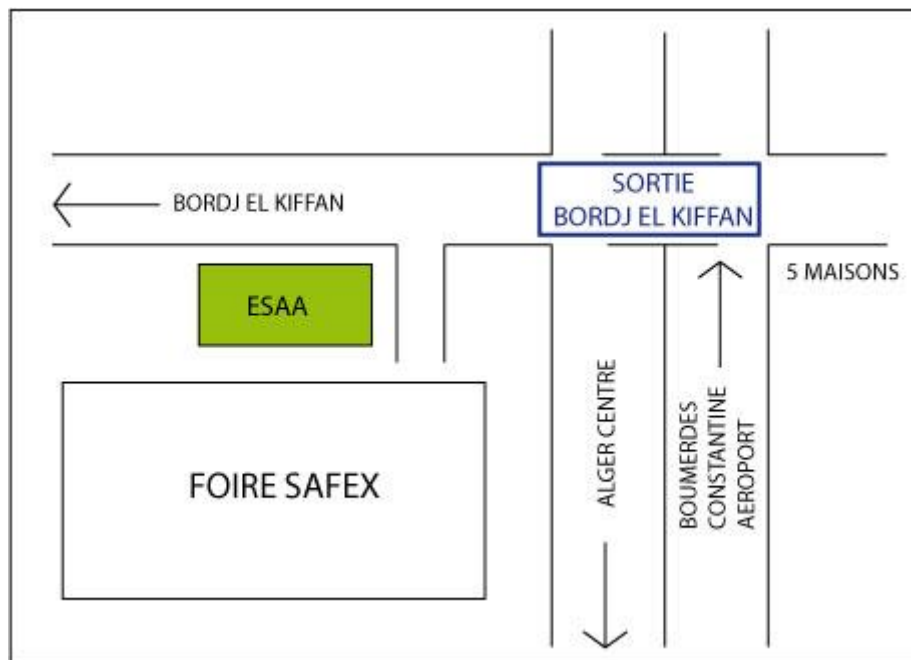 SORTIE
BORDJ EL KIFFAN
BORDJ EL KIFFAN
5 MAISONS
ESAA
FOIRE SAFEX
ALGER CENTRE
BOUMERDES
CONSTANTINE
AEROPORT